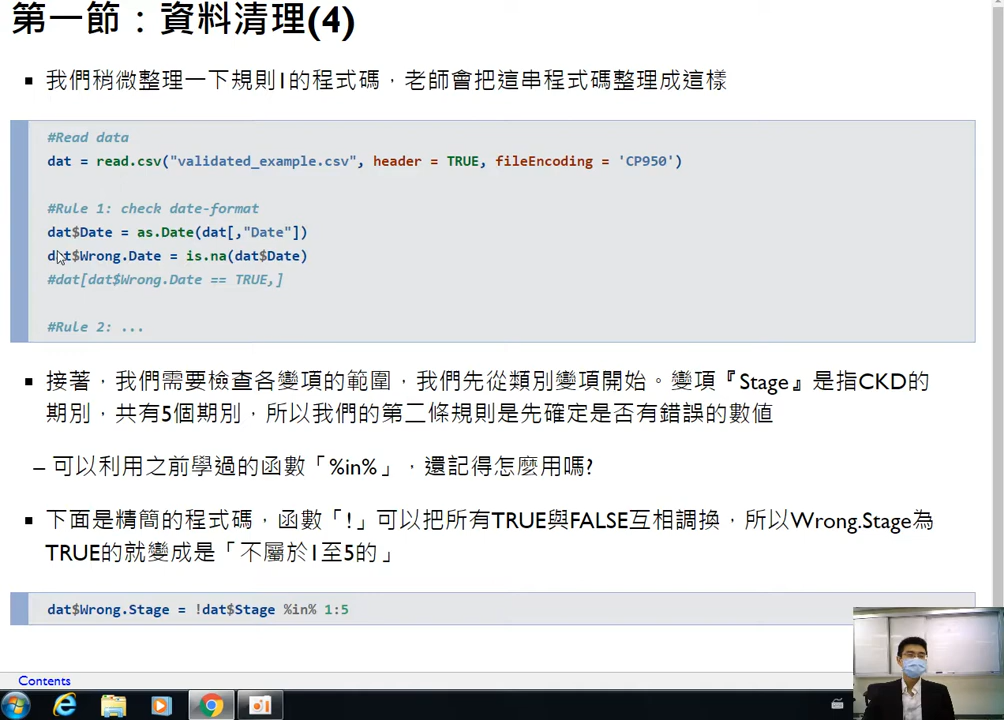 第一節：資料清理(4)
▪ 我們稍微整理一下規則1的程式碼，老師會把這串程式碼整理成這樣
#Read data
dat = read.csv("validated_example.csv", header = TRUE, fileEncoding = 'CP950')
#Rule 1: check date-format
dat$Date = as.Date(dat[,"Date"])
dat$Wrong.Date = is.na(dat$Date)
#dat[dat$Wrong.Date == TRUE,]
#Rule 2: ...
▪ 接著，我們需要檢查各變項的範圍，我們先從類別變項開始。變項『Stage』是指CKD的
期別，共有5個期別，所以我們的第二條規則是先確定是否有錯誤的數值
– 可以利用之前學過的函數「%in%」，還記得怎麼用嗎?
▪ 下面是精簡的程式碼，函數「!」可以把所有TRUE與FALSE互相調換，所以Wrong.Stage為
TRUE的就變成是「不屬於1至5的」
dat$Wrong.Stage = !dat$Stage %in% 1:5
Contents